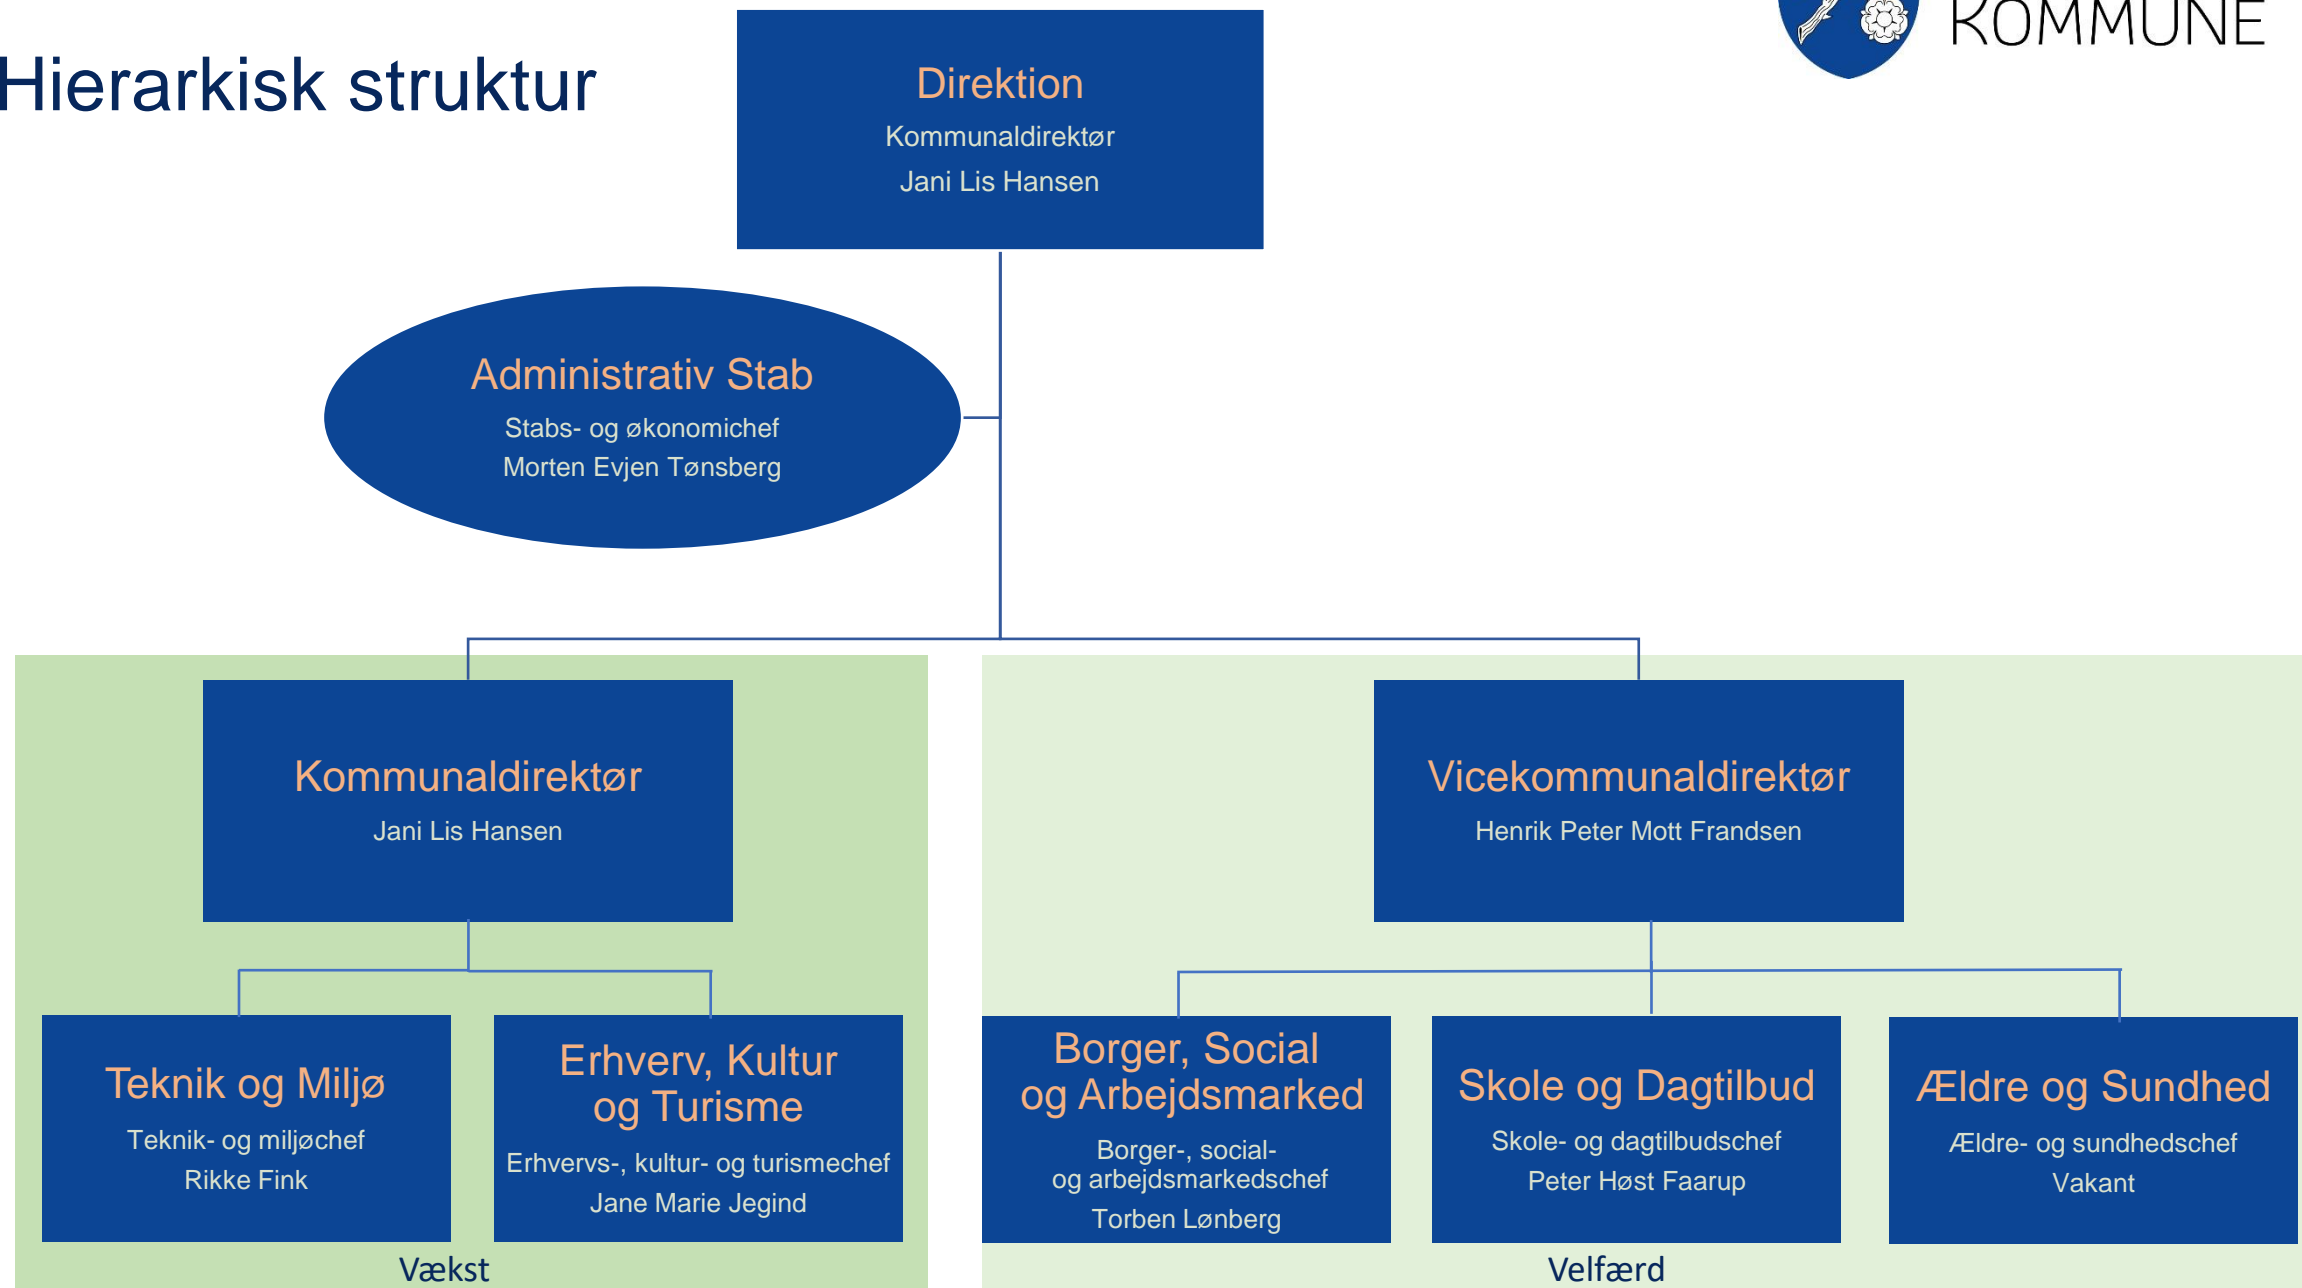 KOMMUNE
Hierarkisk struktur
Direktion
Kommunaldirektør
Jani Lis Hansen
Administrativ Stab
Stabs- og økonomichef
Morten Evjen Tønsberg
Kommunaldirektør
Jani Lis Hansen
Vicekommunaldirektør
Henrik Peter Mott Frandsen
Teknik og Miljø
Teknik- og miljøchef
Rikke Fink
Erhverv, Kultur
og Turisme
Erhvervs-, kultur- og turismechef
Jane Marie Jegind
Borger, Social
og Arbejdsmarked
Borger-, social-
og arbejdsmarkedschef
Torben Lønberg
Skole og Dagtilbud
Skole- og dagtilbudschef
Peter Høst Faarup
Ældre og Sundhed
Ældre- og sundhedschef
Vakant
Vækst
Velfærd